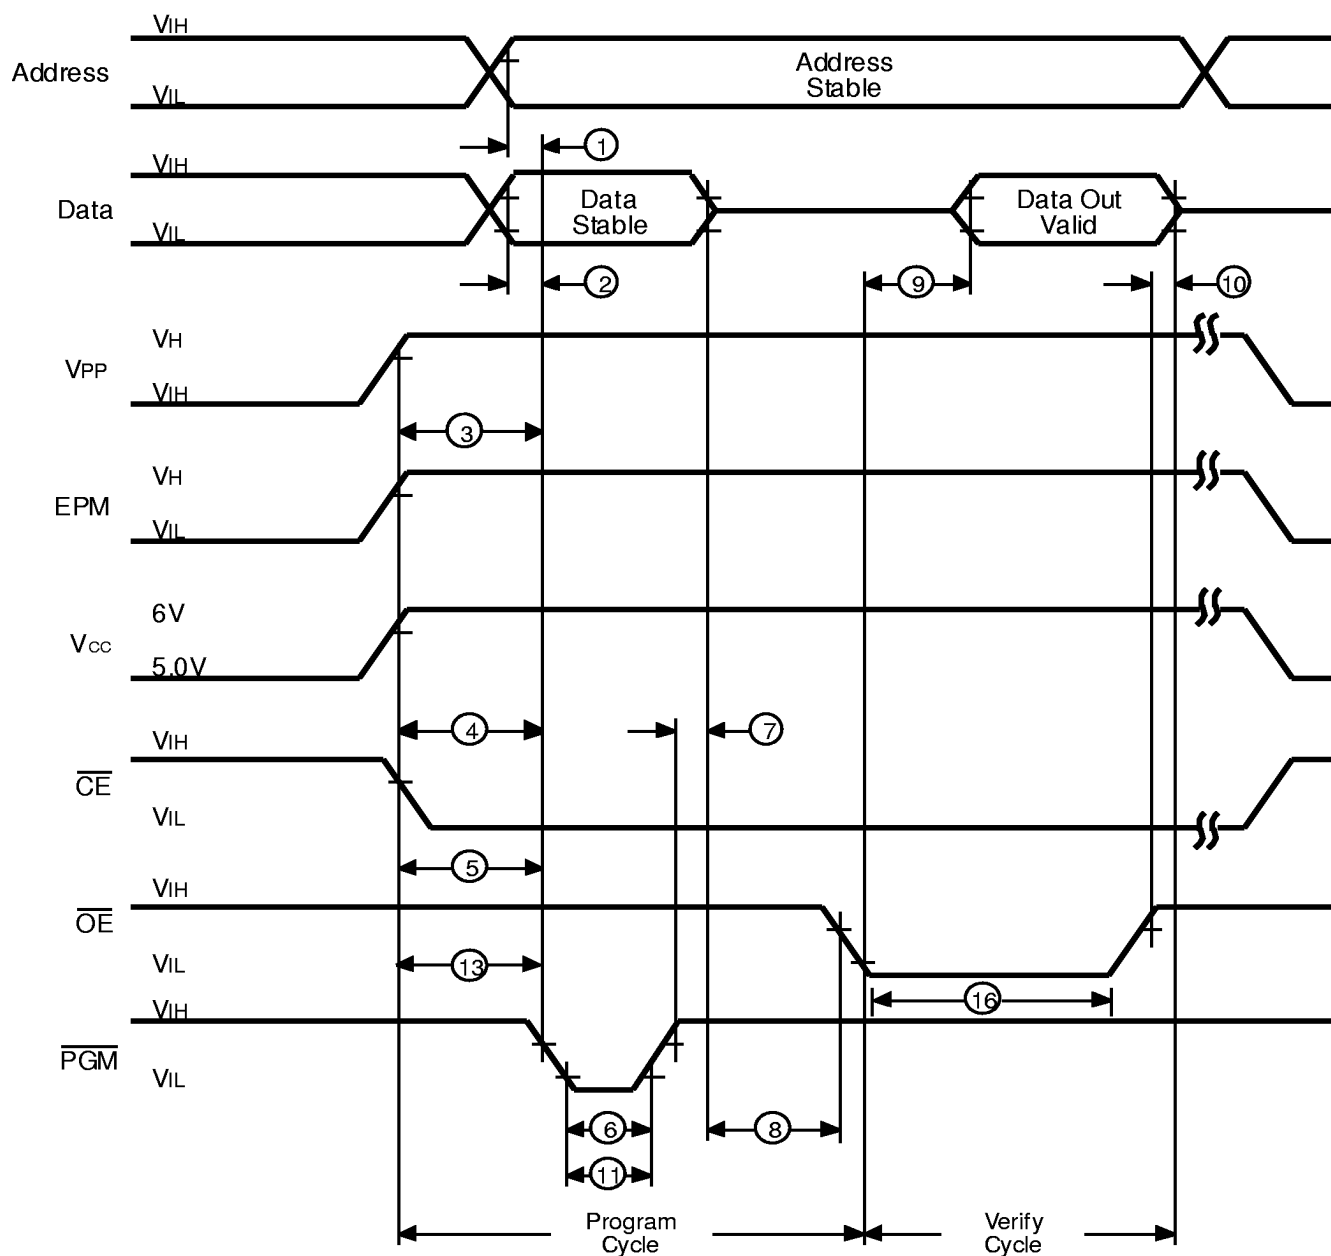 VIH
Address
VIL
Address
Stable
1
VIH
Data
VIL
Data
Stable
Data Out
Valid
2
9
10
VH
VPP
VIH
3
VH
EPM
VIL
6V
VCC
5.0V
4
7
VIH
CE
VIL
5
VIH
OE
VIL
13
16
VIH
PGM
VIL
6
8
11
Program
Cycle
Verify
Cycle